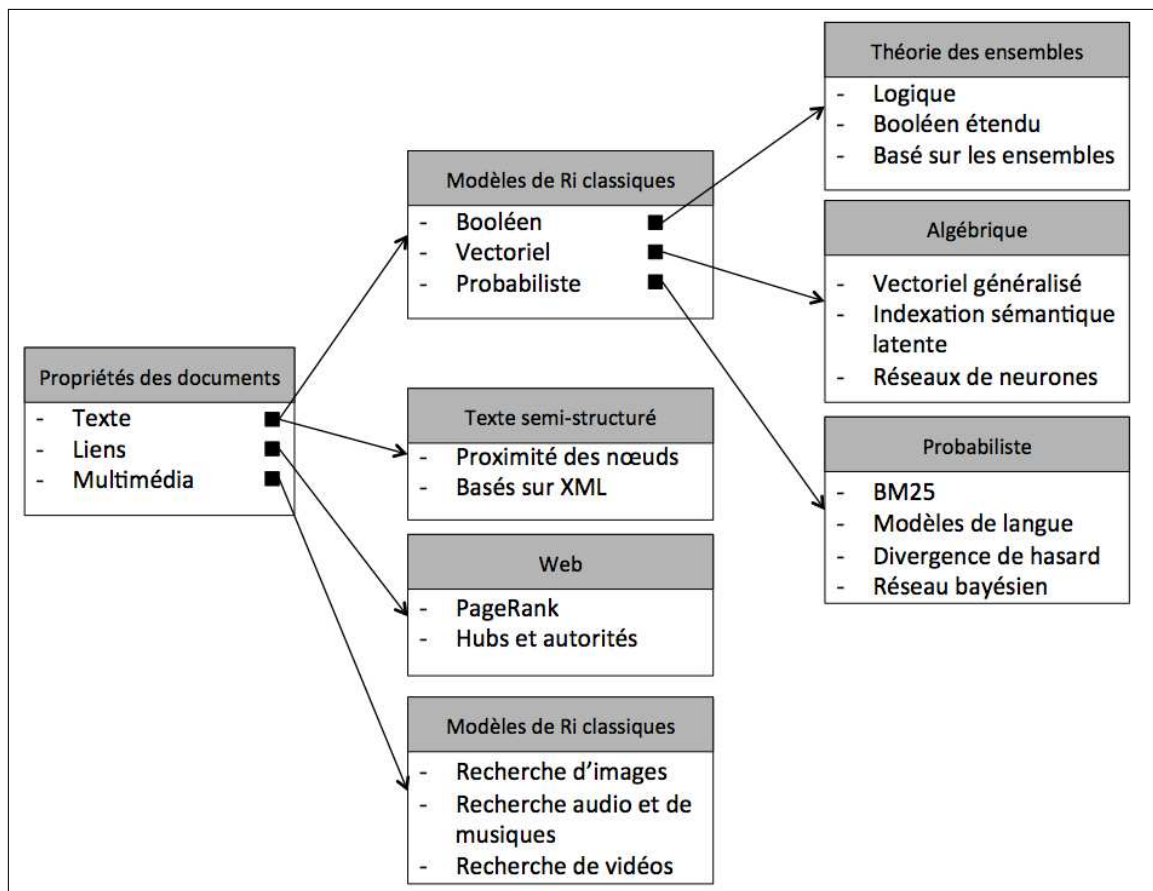 Propriétés des documents
- Texte
- Liens
- Multimédia
Modèles de Ri classiques
- Booléen
- Vectoriel
- Probabiliste
Texte semi-structuré
- Proximité des nœuds
- Basés sur XML
Web
- PageRank
- Hubs et autorités
Modèles de Ri classiques
- Recherche d'images
- Recherche audio et de
musiques
- Recherche de vidéos
Théorie des ensembles
- Logique
- Booléen étendu
- Basé sur les ensembles
Algébrique
- Vectoriel généralisé
- Indexation sémantique
latente
- Réseaux de neurones
Probabiliste
- BM25
- Modèles de langue
- Divergence de hasard
- Réseau bayésien